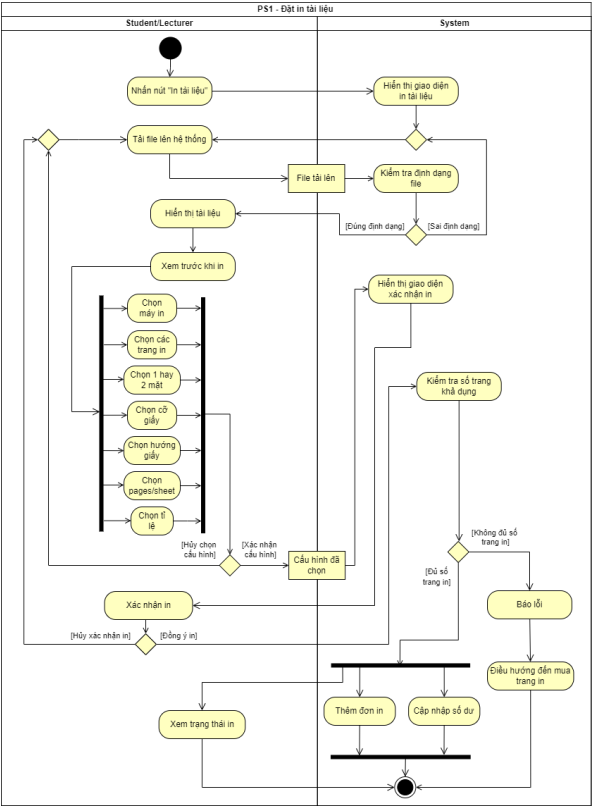 PS1 - Đặt in tài liệu
Student/Lecturer
System
Nhấn nút "In tài liệu"
Hiển thị giao diện
in tài liệu
Tải file lên hệ thống
File tải lên
Kiểm tra định dạng
file
Hiển thị tài liệu
[Đúng định dạng]
[Sai định dạng]
Xem trước khi in
Hiển thị giao diện
xác nhận in
Chọn
máy in
Chọn các
trang in
Chọn 1 hay
2 mặt
Chọn cỡ
giấy
Chọn hướng
giấy
Chọn
pages/sheet
Chọn tỉ
lệ
Kiểm tra số trang
khả dụng
[Hủy chọn
cấu hình]
[Xác nhận
cấu hình]
Cấu hình đã
chọn
[Không đủ số
trang in]
[Đủ số
trang in]
Xác nhận in
Báo lỗi
[Hủy xác nhận in]
[Đồng ý in]
Điều hướng đến mua
trang in
Xem trạng thái in
Thêm đơn in
Cập nhập số dư